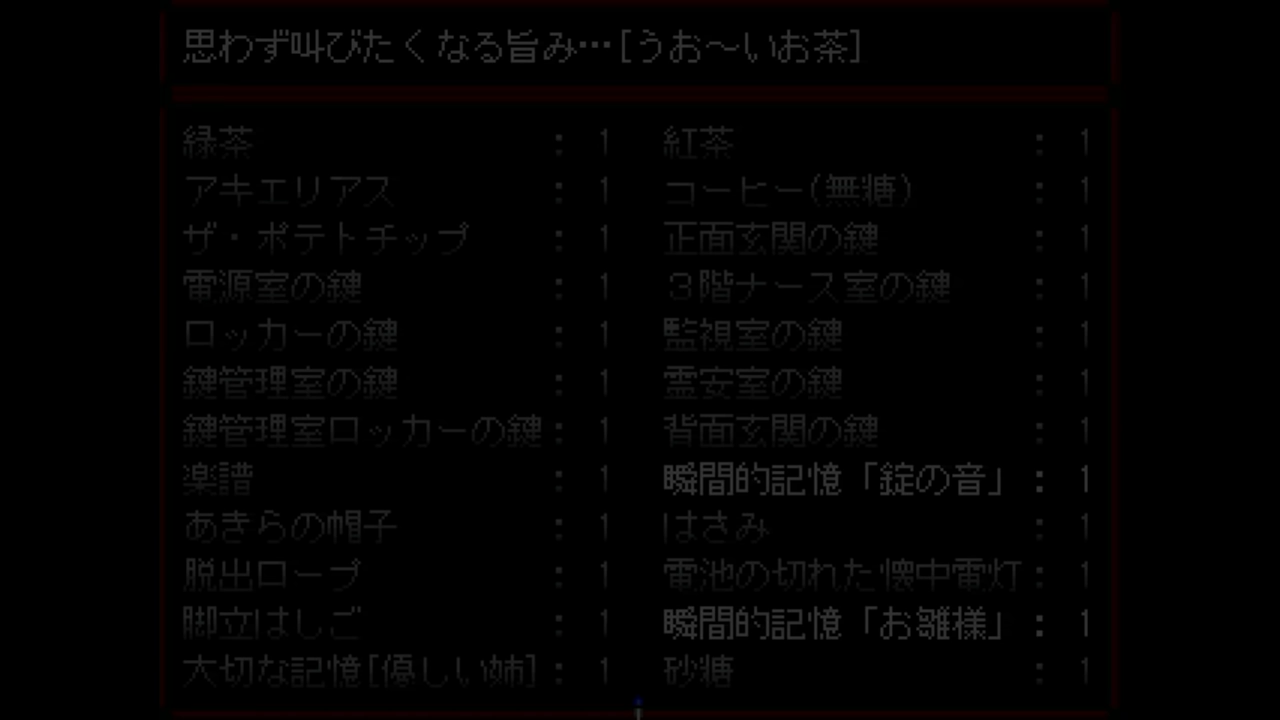 思わず叫びたくなる旨み…[うお～いお茶]
緑茶 : 1 紅茶 : 1
アキエリアス : 1 コーヒー(無糖) : 1
ザ・ポテトチップ : 1 正面玄関の鍵 : 1
電源室の鍵 : 1 ３階ナース室の鍵 : 1
ロッカーの鍵 : 1 監視室の鍵 : 1
鍵管理室の鍵 : 1 霊安室の鍵 : 1
鍵管理室ロッカーの鍵 : 1 背面玄関の鍵 : 1
楽譜 : 1 瞬間的記憶「錠の音」 : 1
あきらの帽子 : 1 はさみ : 1
脱出ロープ : 1 電池の切れた懐中電灯 : 1
脚立はしご : 1 瞬間的記憶「お雛様」 : 1
大切な記憶[優しい姉] : 1 砂糖 : 1